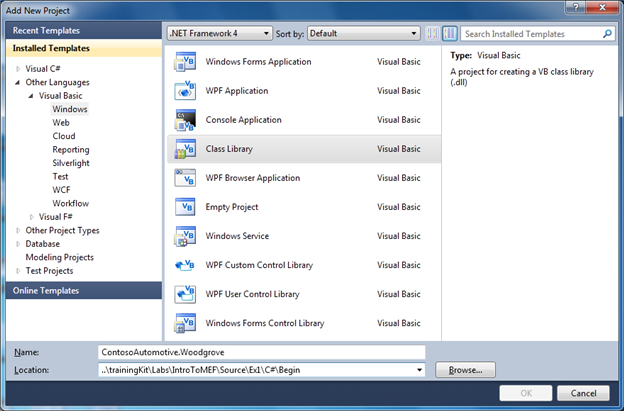 Add New Project
Recent Templates
Installed Templates
Visual C#
Other Languages
Visual Basic
Windows
Web
Cloud
Reporting
Silverlight
Test
WCF
Workflow
Visual F#
Other Project Types
Database
Modeling Projects
Test Projects
Online Templates
.NET Framework 4 Sort by: Default
Windows Forms Application Visual Basic
WPF Application Visual Basic
Console Application Visual Basic
Class Library Visual Basic
WPF Browser Application Visual Basic
Empty Project Visual Basic
Windows Service Visual Basic
WPF Custom Control Library Visual Basic
WPF User Control Library Visual Basic
Windows Forms Control Library Visual Basic
Search Installed Templates
Type: Visual Basic
A project for creating a VB class library
(.dll)
Name: ContosoAutomotive.Woodgrove
Location: ..\trainingKit\Labs\IntroToMEF\Source\Ex1\C#\Begin Browse...
OK Cancel